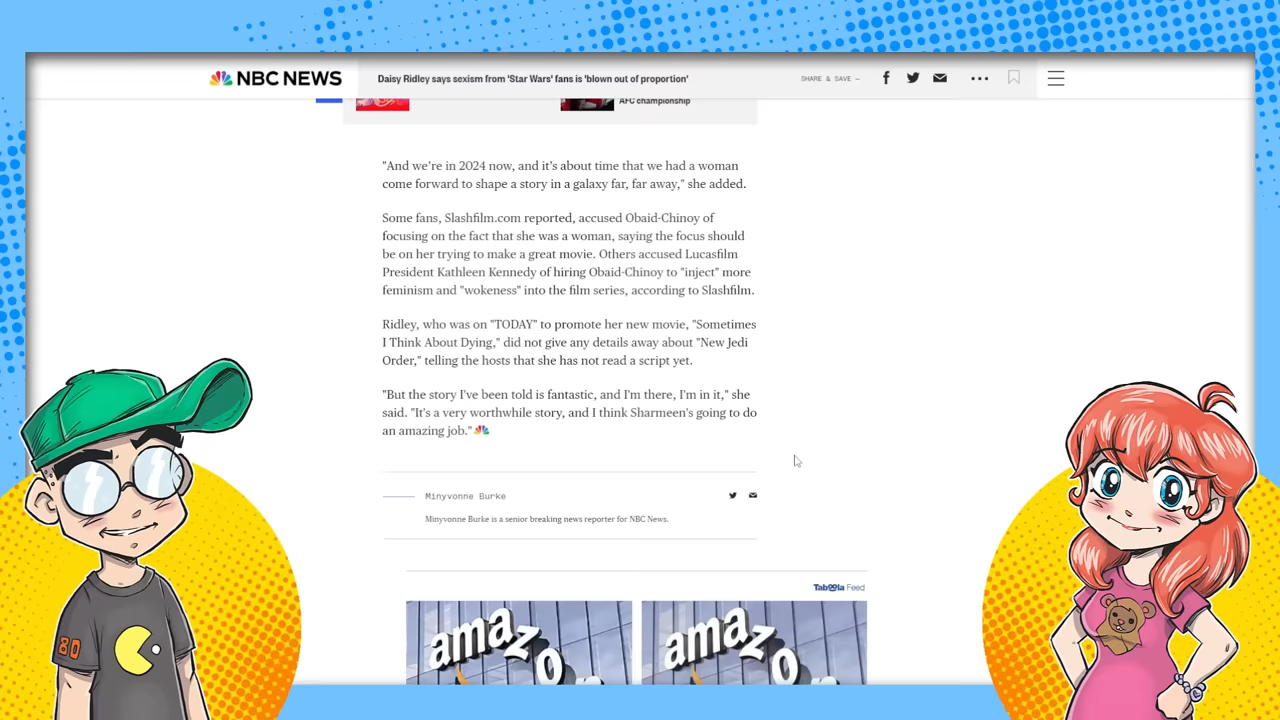 NBC NEWS
Daisy Ridley says sexism from 'Star Wars' fans is 'blown out of proportion'
SHARE & SAVE —
AFC championship
"And we're in 2024 now, and it's about time that we had a woman
come forward to shape a story in a galaxy far, far away," she added.
Some fans, Slashfilm.com reported, accused Obaid-Chinoy of
focusing on the fact that she was a woman, saying the focus should
be on her trying to make a great movie. Others accused Lucasfilm
President Kathleen Kennedy of hiring Obaid-Chinoy to "inject" more
feminism and "wokeness" into the film series, according to Slashfilm.
Ridley, who was on "TODAY" to promote her new movie, "Sometimes
I Think About Dying," did not give any details away about "New Jedi
Order," telling the hosts that she has not read a script yet.
"But the story I've been told is fantastic, and I'm there, I'm in it," she
said. "It's a very worthwhile story, and I think Sharmeen's going to do
an amazing job."
Minyvonne Burke
Minyvonne Burke is a senior breaking news reporter for NBC News.
Taboola Feed
amazon
amazon
80